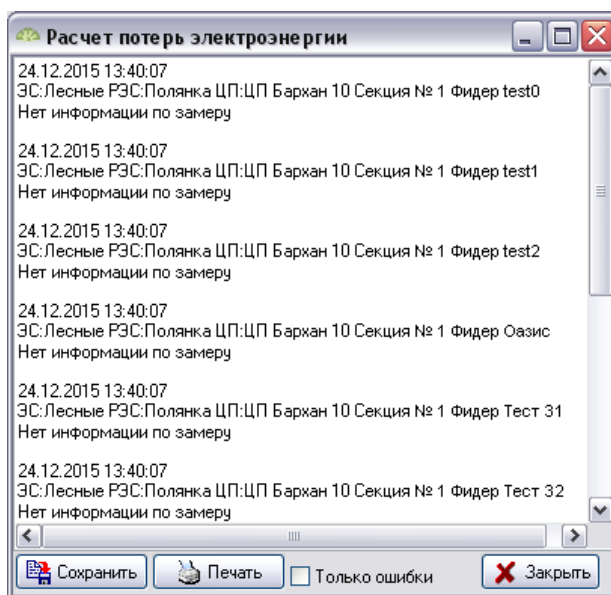 Расчет потерь электроэнергии
24.12.2015 13:40:07
ЭС:Лесные РЭС:Полянка ЦП:ЦП Бархан 10 Секция № 1 Фидер test0
Нет информации по замеру
24.12.2015 13:40:07
ЭС:Лесные РЭС:Полянка ЦП:ЦП Бархан 10 Секция № 1 Фидер test1
Нет информации по замеру
24.12.2015 13:40:07
ЭС:Лесные РЭС:Полянка ЦП:ЦП Бархан 10 Секция № 1 Фидер test2
Нет информации по замеру
24.12.2015 13:40:07
ЭС:Лесные РЭС:Полянка ЦП:ЦП Бархан 10 Секция № 1 Фидер Оазис
Нет информации по замеру
24.12.2015 13:40:07
ЭС:Лесные РЭС:Полянка ЦП:ЦП Бархан 10 Секция № 1 Фидер Тест 31
Нет информации по замеру
24.12.2015 13:40:07
ЭС:Лесные РЭС:Полянка ЦП:ЦП Бархан 10 Секция № 1 Фидер Тест 32
Нет информации по замеру
Сохранить Печать Только ошибки Закрыть